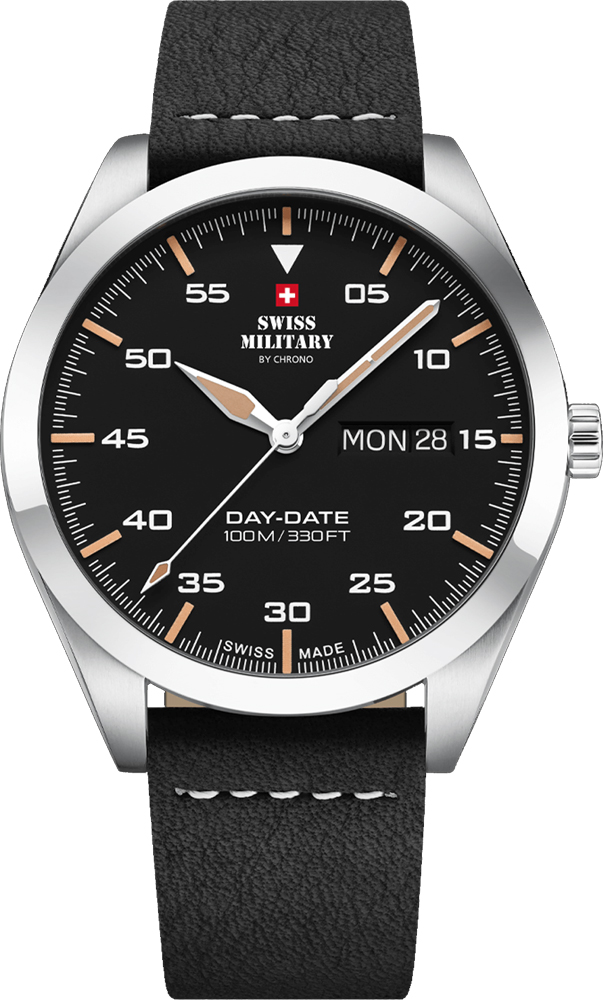 55 05
SWISS
MILITARY
BY CHRONO
50 10
45 MON 28 15
DAY-DATE
100M/330FT
40 20
35 25
30
SWISS MADE